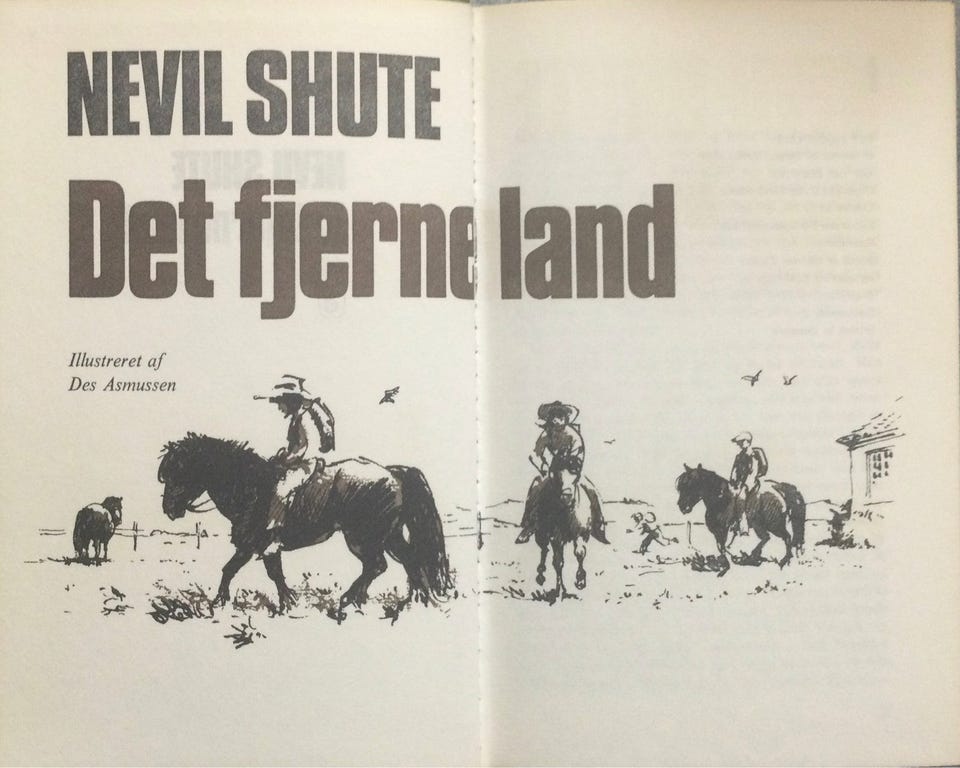 NEVIL SHUTE
Det fjerne land
Illustreret af
Des Asmussen